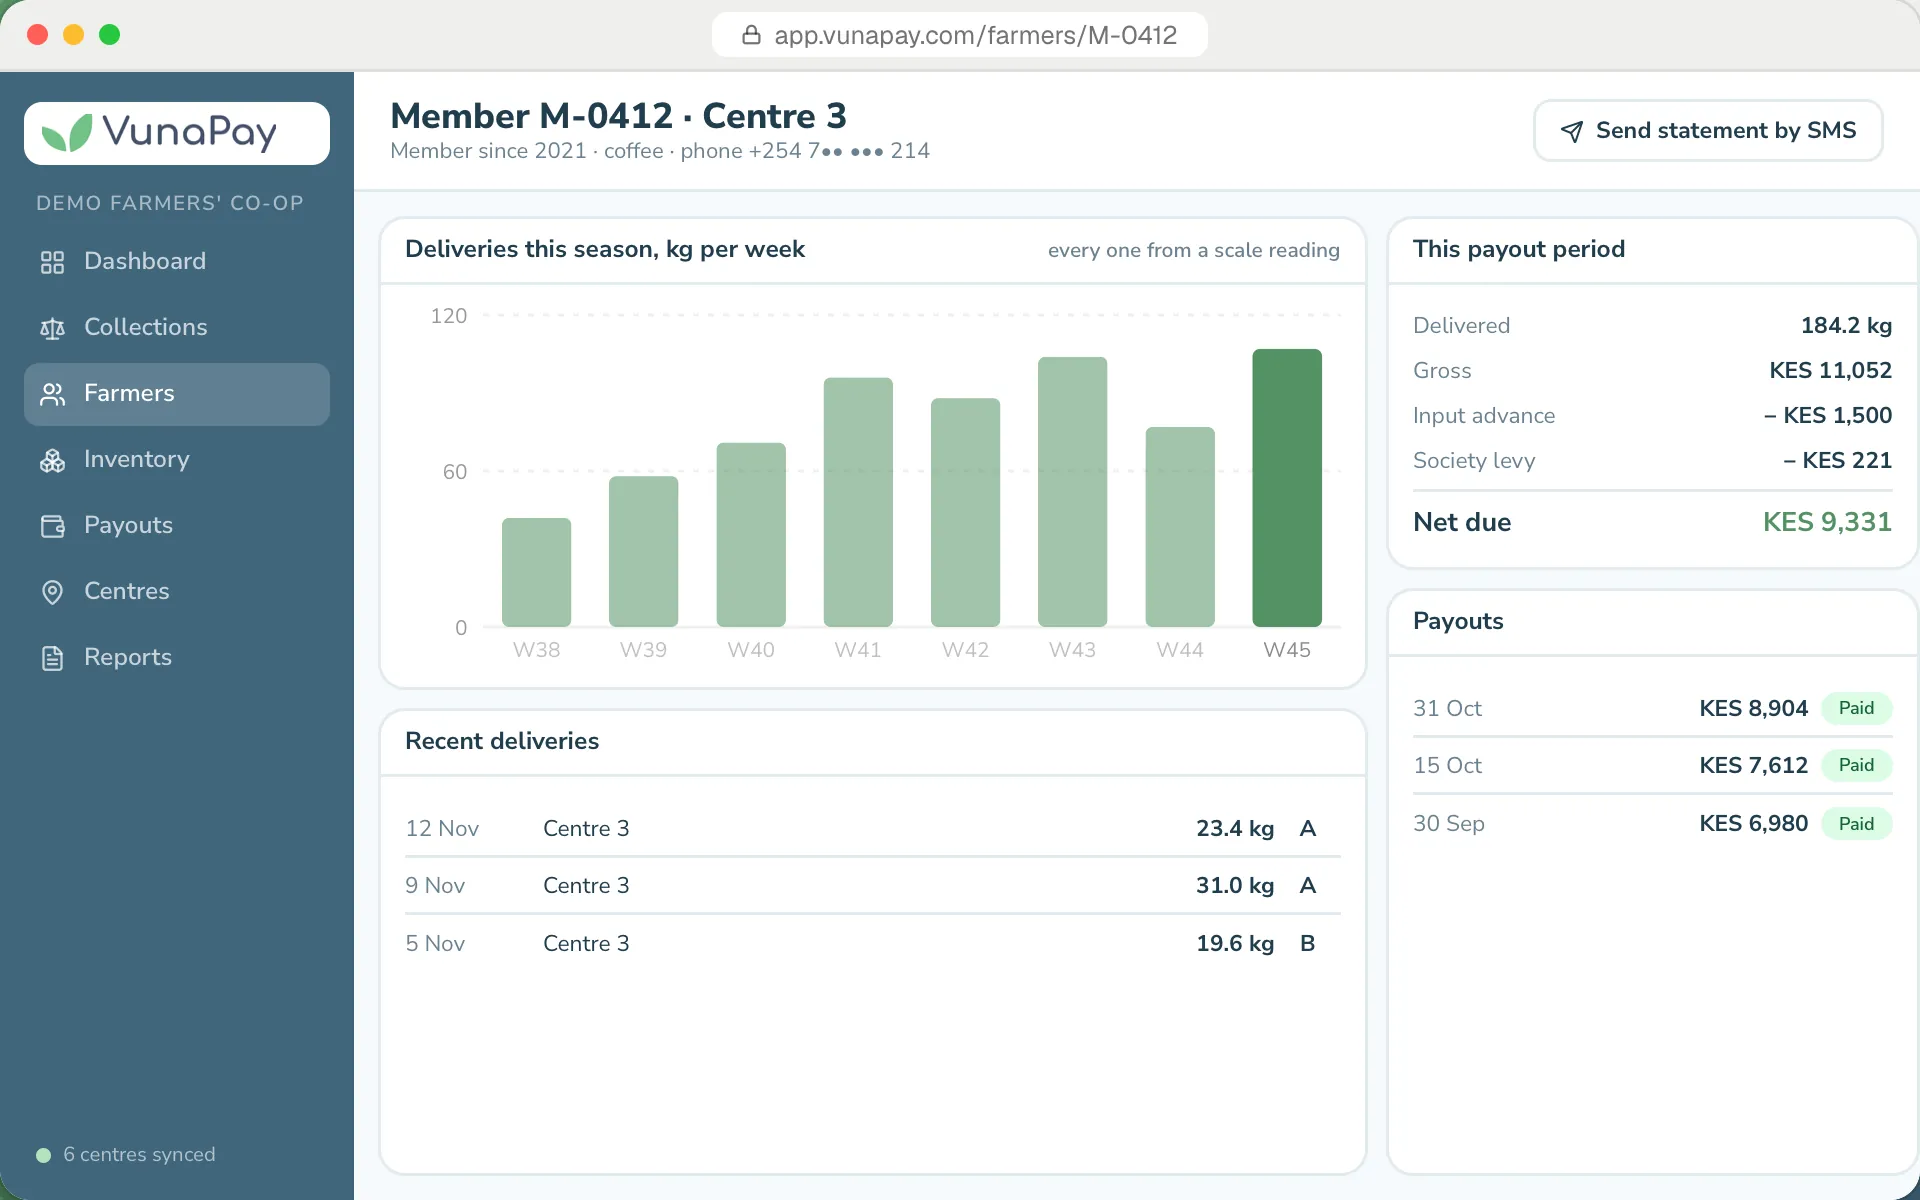 app.vunapay.com/farmers/M-0412
VunaPay
DEMO FARMERS' CO-OP
Dashboard
Collections
Farmers
Inventory
Payouts
Centres
Reports
6 centres synced
Member M-0412 · Centre 3
Member since 2021 · coffee · phone +254 7•• ••• 214
Send statement by SMS
Deliveries this season, kg per week
every one from a scale reading
120
60
0
W38 W39 W40 W41 W42 W43 W44 W45
Recent deliveries
12 Nov Centre 3 23.4 kg A
9 Nov Centre 3 31.0 kg A
5 Nov Centre 3 19.6 kg B
This payout period
Delivered 184.2 kg
Gross KES 11,052
Input advance – KES 1,500
Society levy – KES 221
Net due KES 9,331
Payouts
31 Oct KES 8,904 Paid
15 Oct KES 7,612 Paid
30 Sep KES 6,980 Paid